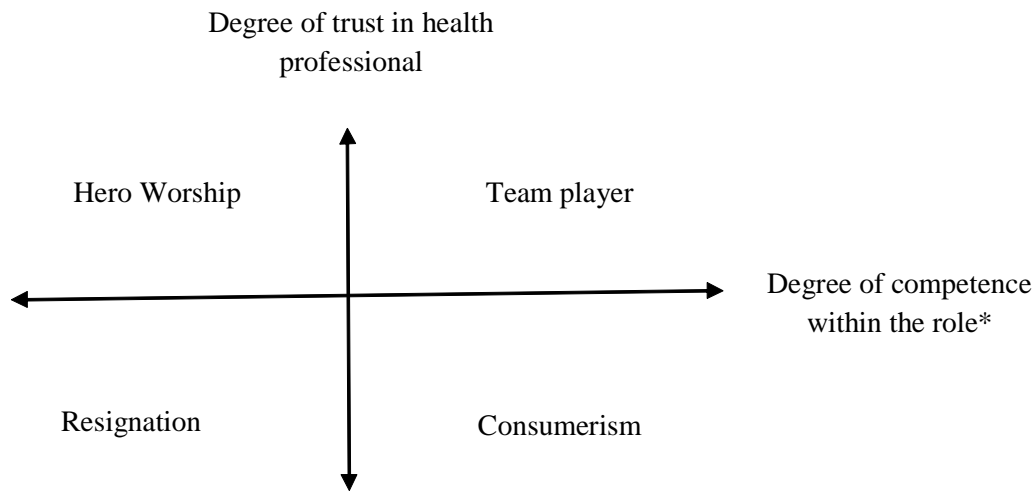 Degree of trust in health
professional
Hero Worship
Team player
Degree of competence
within the role*
Resignation
Consumerism